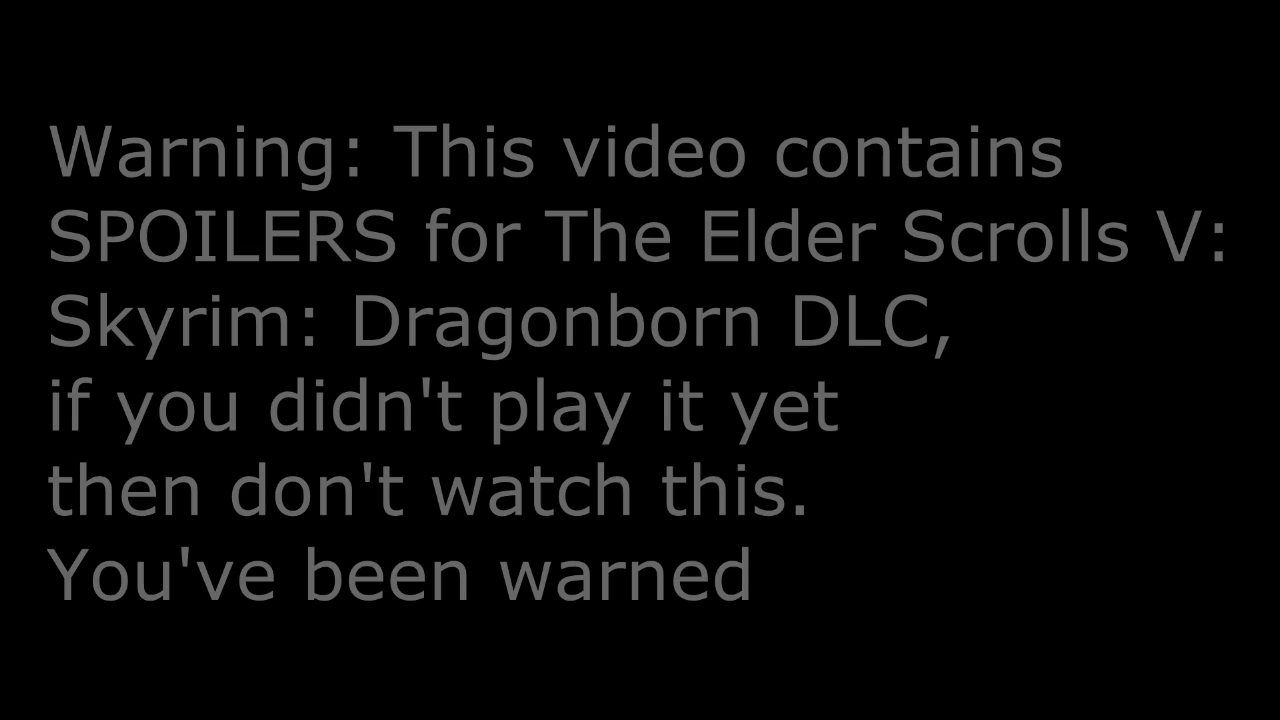 Warning: This video contains
SPOILERS for The Elder Scrolls V:
Skyrim: Dragonborn DLC,
if you didn't play it yet
then don't watch this.
You've been warned